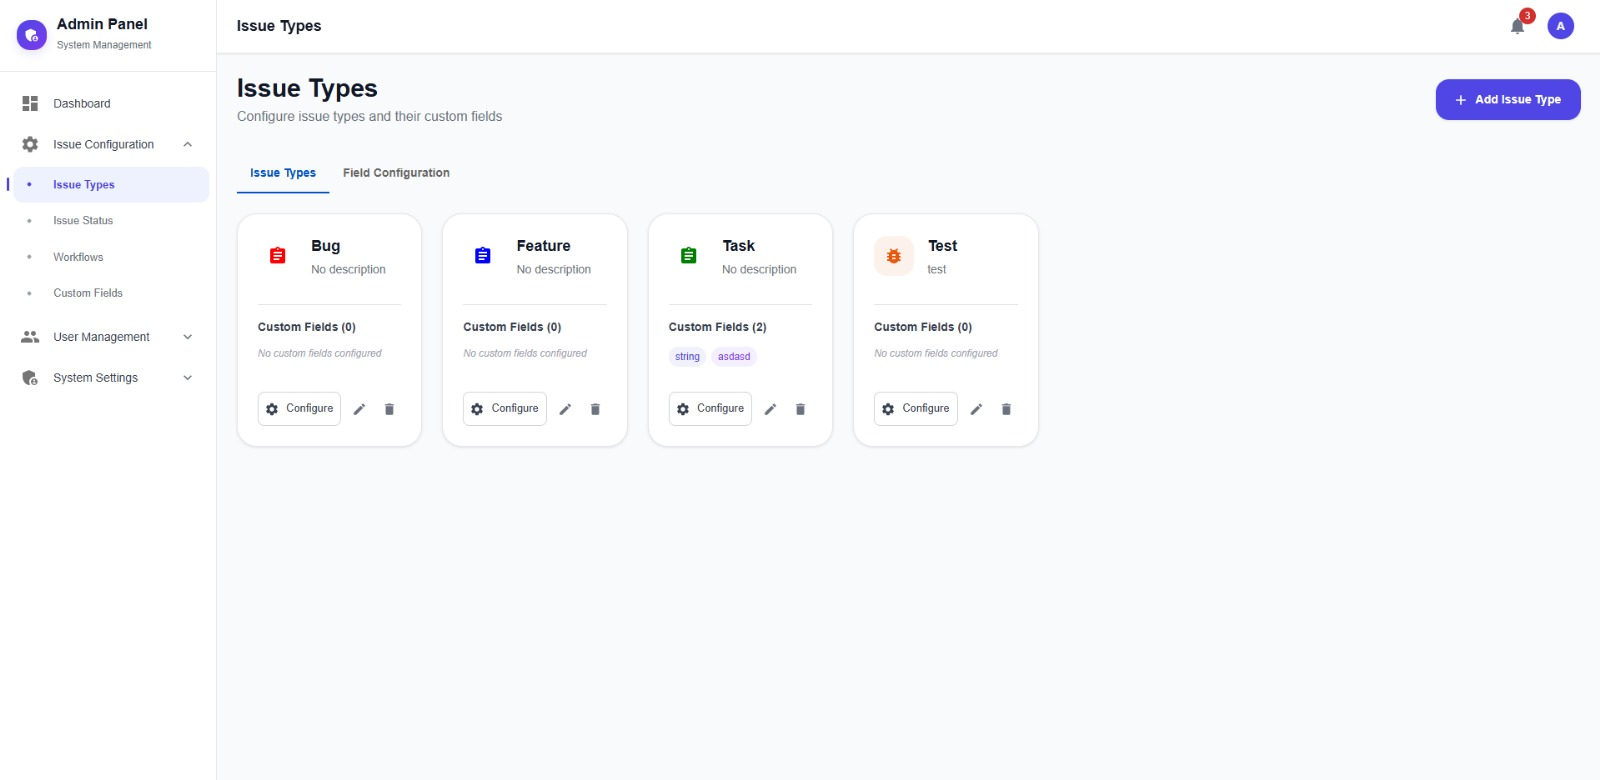 Admin Panel
System Management
Dashboard
Issue Configuration
Issue Types
Issue Status
Workflows
Custom Fields
User Management
System Settings
Issue Types
3
A
Issue Types
Configure issue types and their custom fields
Add Issue Type
Issue Types
Field Configuration
Bug
No description
Custom Fields (0)
No custom fields configured
Configure
Feature
No description
Custom Fields (0)
No custom fields configured
Configure
Task
No description
Custom Fields (2)
string asdasd
Configure
Test
test
Custom Fields (0)
No custom fields configured
Configure